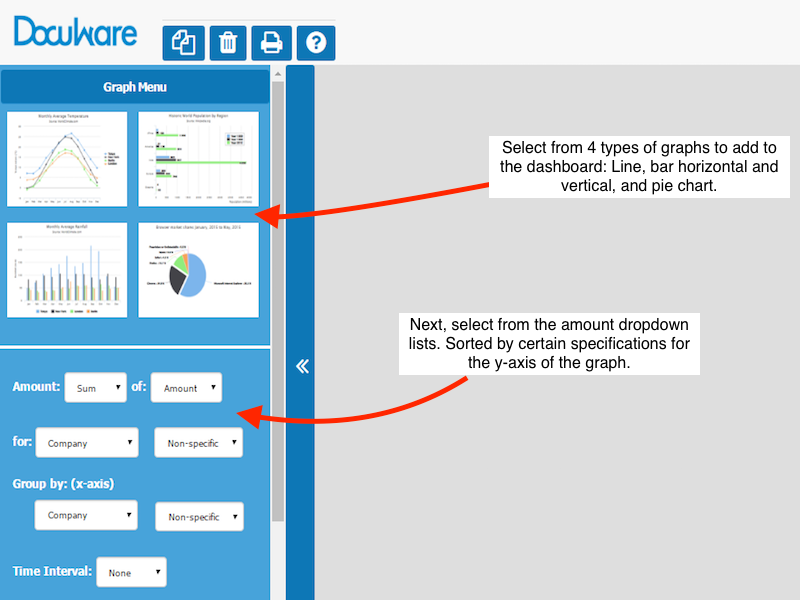 DocuWare
?
Graph Menu
Monthly Average Temperature
Historic World Population by Region
Monthly Average Rainfall
Browser market shares January, 2015 to May, 2015
Select from 4 types of graphs to add to
the dashboard: Line, bar horizontal and
vertical, and pie chart.
Next, select from the amount dropdown
lists. Sorted by certain specifications for
the y-axis of the graph.
Amount: Sum of: Amount
for: Company Non-specific
Group by: (x-axis)
Company Non-specific
Time Interval: None